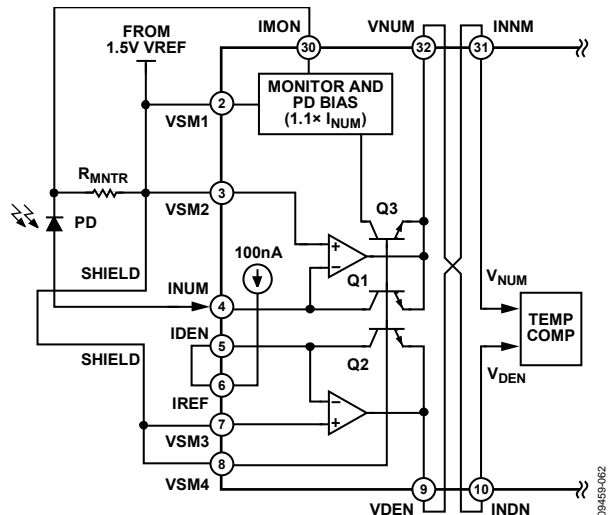 FROM
1.5V VREF
IMON
VNUM
INNM
30
32
31
MONITOR AND
PD BIAS
(1.1× INUM)
2
VSM1
RMNTR
3
VSM2
Q3
PD
100nA
+
−
Q1
SHIELD
INUM
4
VNUM
IDEN
5
Q2
TEMP
COMP
SHIELD
6
IREF
VDEN
−
+
7
VSM3
8
VSM4
9
10
VDEN
INDN
09459-062